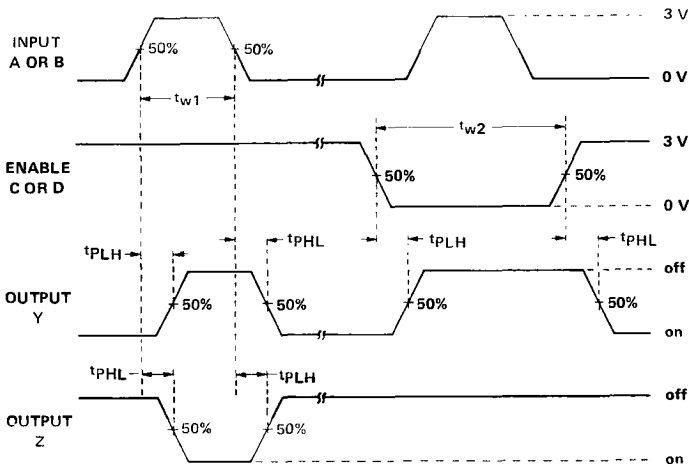 3 V
INPUT
A OR B
50%
50%
0 V
tw1
tw2
3 V
ENABLE
C OR D
50%
50%
0 V
tPLH
tPHL
tPLH
tPHL
off
OUTPUT
Y
50%
50%
50%
50%
on
tPHL
tPLH
off
OUTPUT
Z
50%
50%
on